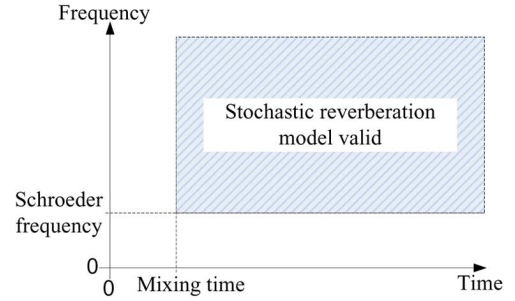 Frequency
Stochastic reverberation
model valid
Schroeder
frequency
0
0
Mixing time
Time